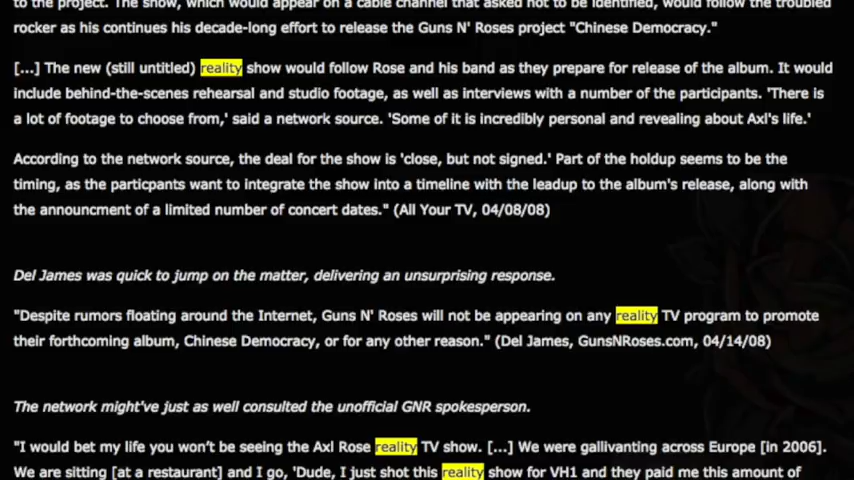 to the project. The show, which would appear on a cable channel that asked not to be identified, would follow the troubled
rocker as his continues his decade-long effort to release the Guns N' Roses project "Chinese Democracy."
[...] The new (still untitled) reality show would follow Rose and his band as they prepare for release of the album. It would
include behind-the-scenes rehearsal and studio footage, as well as interviews with a number of the participants. 'There is
a lot of footage to choose from,' said a network source. 'Some of it is incredibly personal and revealing about Axl's life.'
According to the network source, the deal for the show is 'close, but not signed.' Part of the holdup seems to be the
timing, as the particpants want to integrate the show into a timeline with the leadup to the album's release, along with
the announcment of a limited number of concert dates." (All Your TV, 04/08/08)
Del James was quick to jump on the matter, delivering an unsurprising response.
"Despite rumors floating around the Internet, Guns N' Roses will not be appearing on any reality TV program to promote
their forthcoming album, Chinese Democracy, or for any other reason." (Del James, GunsNRoses.com, 04/14/08)
The network might've just as well consulted the unofficial GNR spokesperson.
"I would bet my life you won't be seeing the Axl Rose reality TV show. [...] We were gallivanting across Europe [in 2006].
We are sitting [at a restaurant] and I go, 'Dude, I just shot this reality show for VH1 and they paid me this amount of